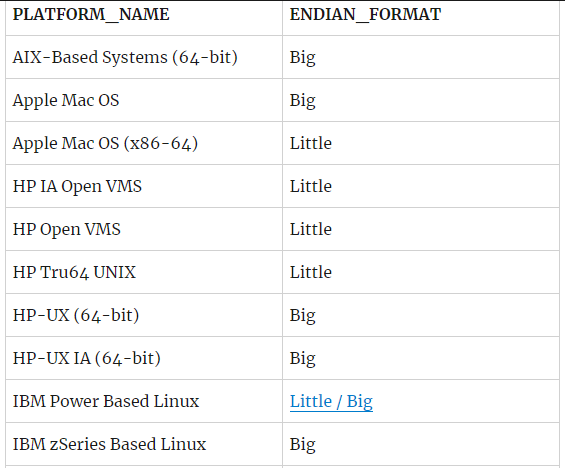 PLATFORM_NAME ENDIAN_FORMAT
AIX-Based Systems (64-bit) Big
Apple Mac OS Big
Apple Mac OS (x86-64) Little
HP IA Open VMS Little
HP Open VMS Little
HP Tru64 UNIX Little
HP-UX (64-bit) Big
HP-UX IA (64-bit) Big
IBM Power Based Linux Little / Big
IBM zSeries Based Linux Big